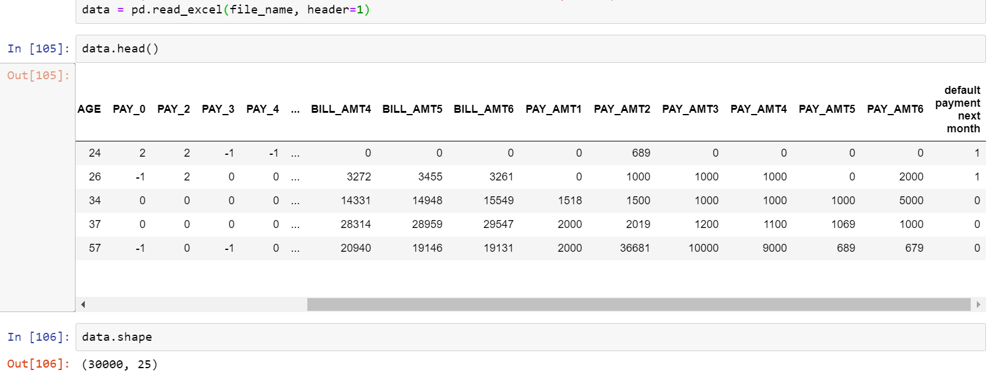 data = pd.read_excel(file_name, header=1)
In [105]: data.head()
Out[105]:
AGE PAY_0 PAY_2 PAY_3 PAY_4 ... BILL_AMT4 BILL_AMT5 BILL_AMT6 PAY_AMT1 PAY_AMT2 PAY_AMT3 PAY_AMT4 PAY_AMT5 PAY_AMT6 default payment next month
24 2 2 -1 -1 ... 0 0 0 0 689 0 0 0 0 1
26 -1 2 0 0 ... 3272 3455 3261 0 1000 1000 1000 0 2000 1
34 0 0 0 0 ... 14331 14948 15549 1518 1500 1000 1000 1000 5000 0
37 0 0 0 0 ... 28314 28959 29547 2000 2019 1200 1100 1069 1000 0
57 -1 0 -1 0 ... 20940 19146 19131 2000 36681 10000 9000 689 679 0
In [106]: data.shape
Out[106]: (30000, 25)